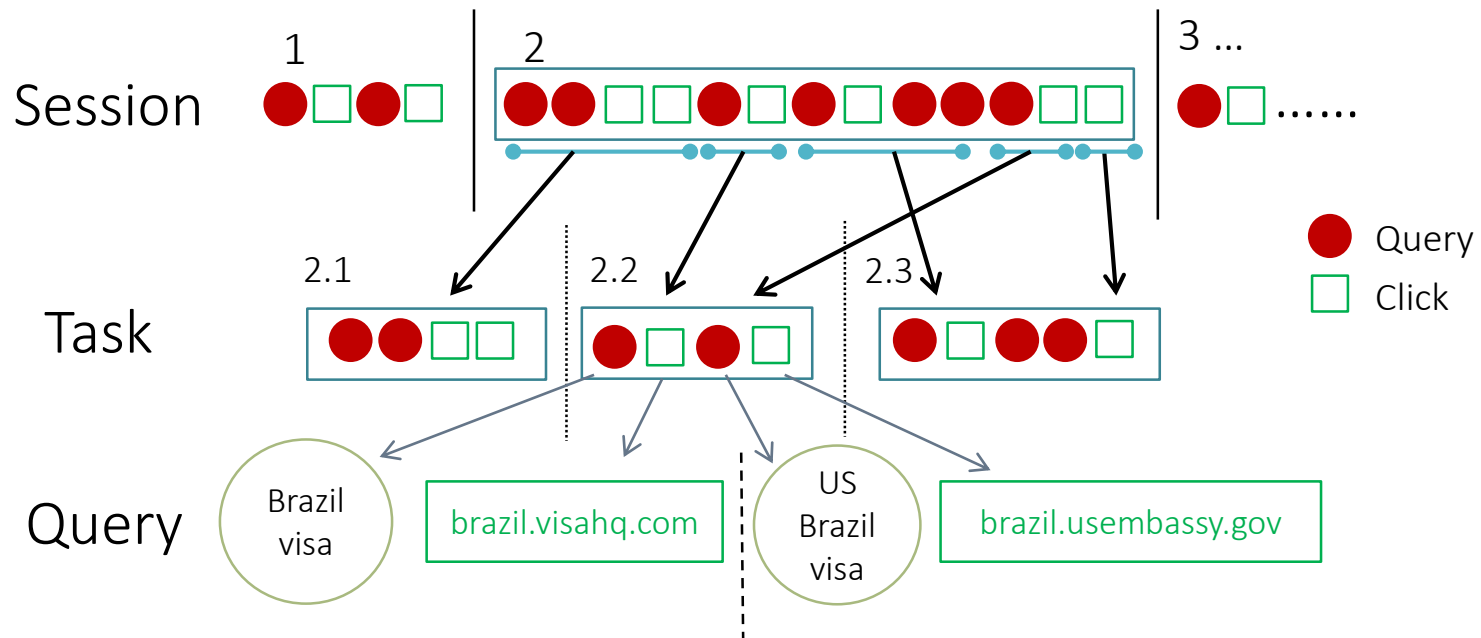 1
2
3 ...
Session
……
Query
Click
2.1
2.2
2.3
Task
Query
Brazil
visa
brazil.visahq.com
US
Brazil
visa
brazil.usembassy.gov